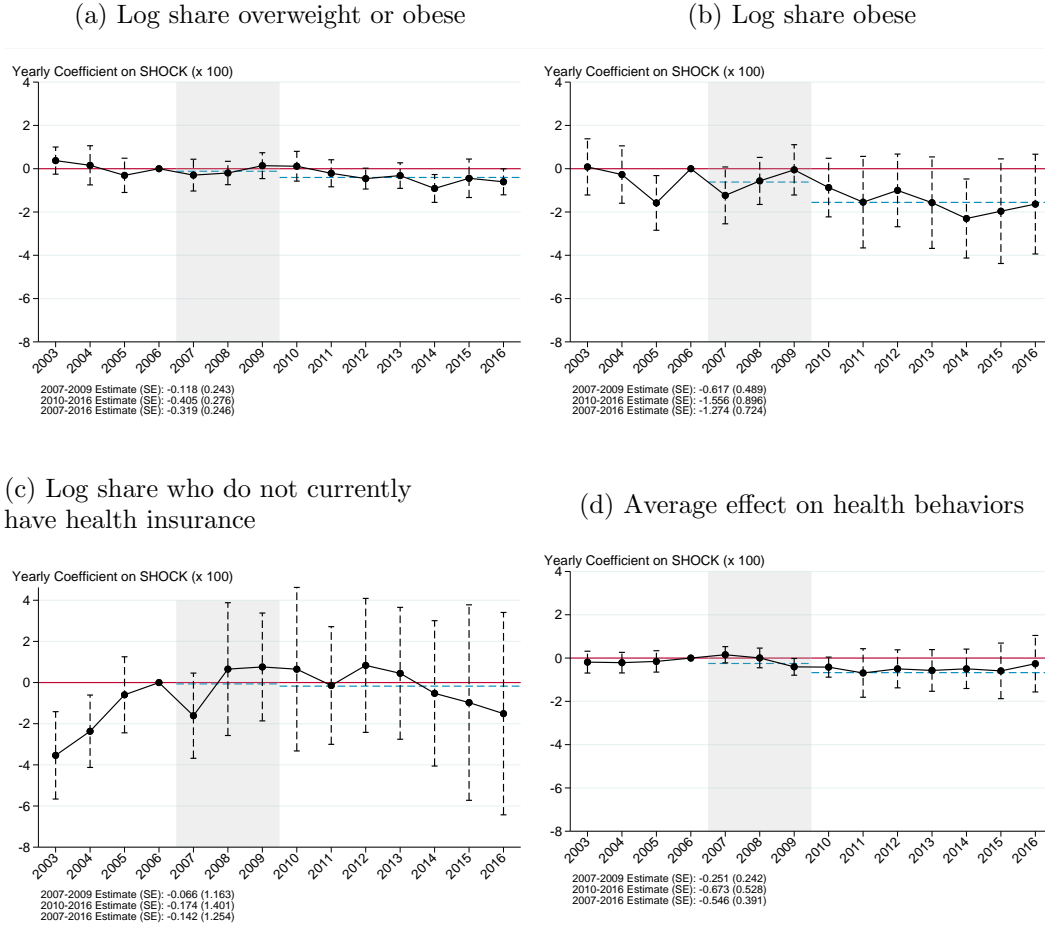 (a) Log share overweight or obese
Yearly Coefficient on SHOCK (x 100)
4
2
0
-2
-4
-6
-8
2003 2004 2005 2006 2007 2008 2009 2010 2011 2012 2013 2014 2015 2016
2007-2009 Estimate (SE): -0.118 (0.243)
2010-2016 Estimate (SE): -0.405 (0.276)
2007-2016 Estimate (SE): -0.319 (0.246)
(b) Log share obese
Yearly Coefficient on SHOCK (x 100)
4
2
0
-2
-4
-6
-8
2003 2004 2005 2006 2007 2008 2009 2010 2011 2012 2013 2014 2015 2016
2007-2009 Estimate (SE): -0.617 (0.489)
2010-2016 Estimate (SE): -1.556 (0.896)
2007-2016 Estimate (SE): -1.274 (0.724)
(c) Log share who do not currently
have health insurance
Yearly Coefficient on SHOCK (x 100)
4
2
0
-2
-4
-6
-8
2003 2004 2005 2006 2007 2008 2009 2010 2011 2012 2013 2014 2015 2016
2007-2009 Estimate (SE): -0.066 (1.163)
2010-2016 Estimate (SE): -0.174 (1.401)
2007-2016 Estimate (SE): -0.142 (1.254)
(d) Average effect on health behaviors
Yearly Coefficient on SHOCK (x 100)
4
2
0
-2
-4
-6
-8
2003 2004 2005 2006 2007 2008 2009 2010 2011 2012 2013 2014 2015 2016
2007-2009 Estimate (SE): -0.251 (0.242)
2010-2016 Estimate (SE): -0.673 (0.528)
2007-2016 Estimate (SE): -0.546 (0.391)